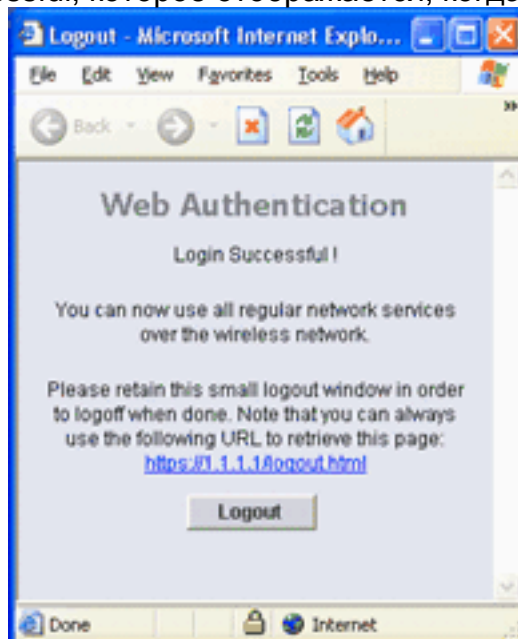 которое отображается, когда
Logout - Microsoft Internet Explo...
File Edit View Favorites Tools Help
Back
Web Authentication
Login Successful !
You can now use all regular network services
over the wireless network.
Please retain this small logout window in order
to logoff when done. Note that you can always
use the following URL to retrieve this page:
https://1.1.1.1/logout.html
Logout
Done Internet